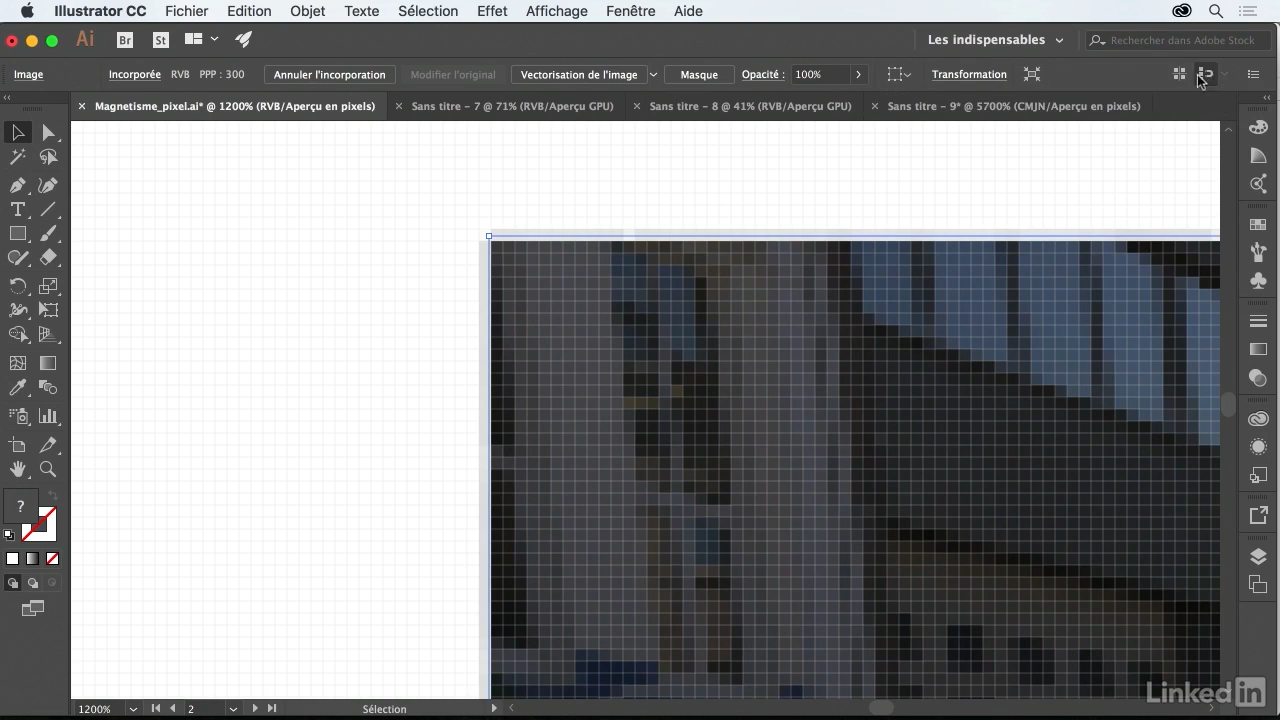 Illustrator CC Fichier Edition Objet Texte Sélection Effet Affichage Fenêtre Aide
Ai Br St Les indispensables Rechercher dans Adobe Stock
Image Incorporée RVB PPP : 300 Annuler l'incorporation Modifier l'original Vectorisation de l'image Masque Opacité : 100% Transformation
× Magnetisme_pixel.ai* @ 1200% (RVB/Aperçu en pixels) × Sans titre - 7 @ 71% (RVB/Aperçu GPU) × Sans titre - 8 @ 41% (RVB/Aperçu GPU) × Sans titre - 9* @ 5700% (CMJN/Aperçu en pixels)
?
Linked in
1200% 2 Sélection